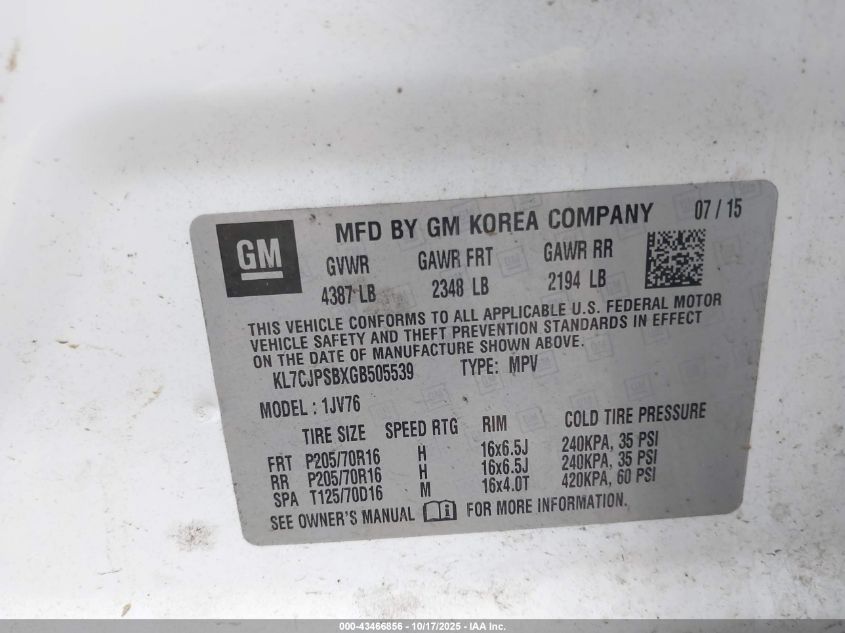 GM
MFD BY GM KOREA COMPANY 07 / 15
GVWR GAWR FRT GAWR RR
4387 LB 2348 LB 2194 LB
THIS VEHICLE CONFORMS TO ALL APPLICABLE U.S. FEDERAL MOTOR
VEHICLE SAFETY AND THEFT PREVENTION STANDARDS IN EFFECT
ON THE DATE OF MANUFACTURE SHOWN ABOVE.
KL7CJPSBXGB505539 TYPE: MPV
MODEL : 1JV76
TIRE SIZE SPEED RTG RIM COLD TIRE PRESSURE
FRT P205/70R16 H 16x6.5J 240KPA, 35 PSI
RR P205/70R16 H 16x6.5J 240KPA, 35 PSI
SPA T125/70D16 M 16x4.0T 420KPA, 60 PSI
SEE OWNER'S MANUAL i FOR MORE INFORMATION.
000-43466856 - 10/17/2025 - IAA Inc.